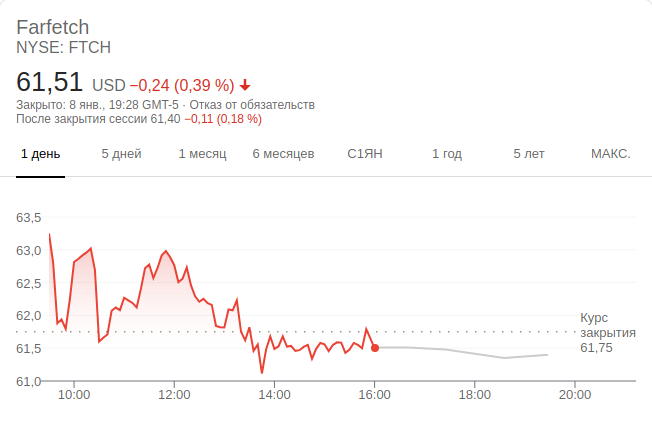 Farfetch
NYSE: FTCH
61,51 USD −0,24 (0,39 %)
Закрыто: 8 янв., 19:28 GMT-5 · Отказ от обязательств
После закрытия сессии 61,40 −0,11 (0,18 %)
1 день 5 дней 1 месяц 6 месяцев С1ЯН 1 год 5 лет МАКС.
63,5
63,0
62,5
62,0
61,5
61,0
Курс
закрытия
61,75
10:00 12:00 14:00 16:00 18:00 20:00